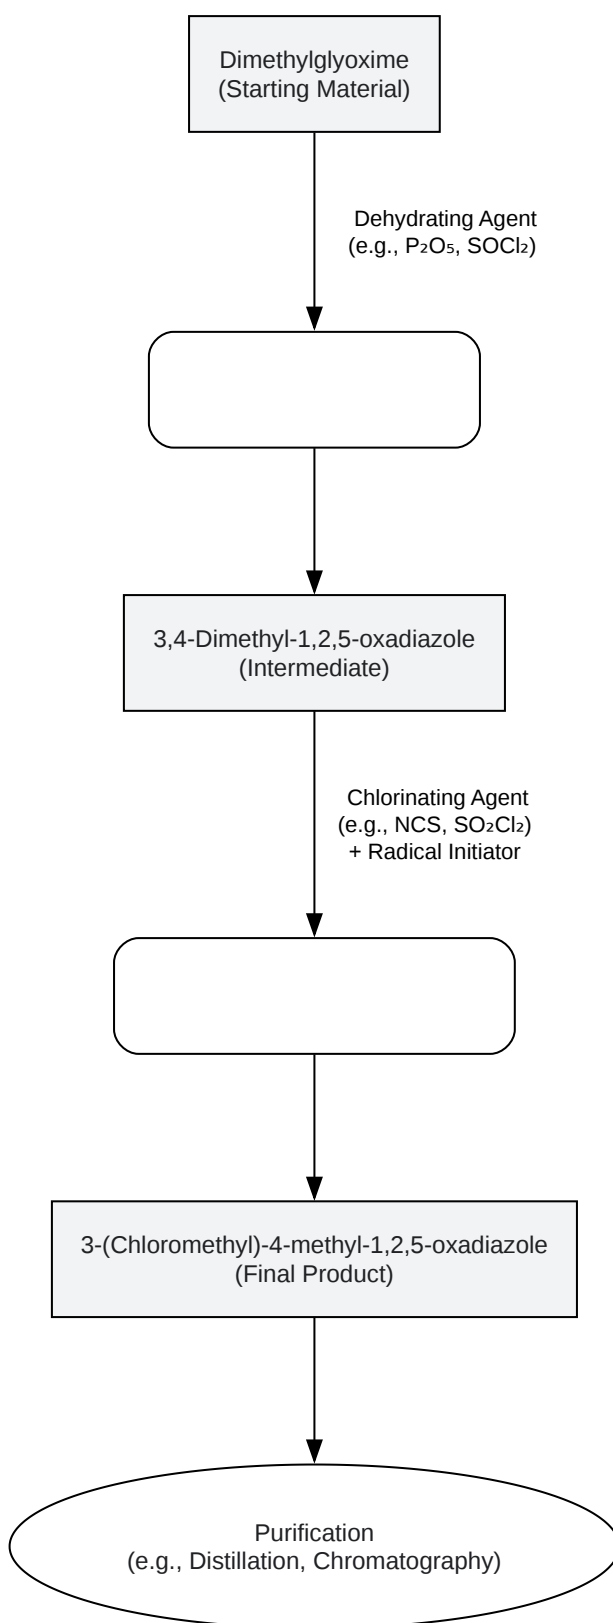 Dimethylglyoxime
(Starting Material)
Dehydrating Agent
(e.g., P₂O₅, SOCl₂)
3,4-Dimethyl-1,2,5-oxadiazole
(Intermediate)
Chlorinating Agent
(e.g., NCS, SO₂Cl₂)
+ Radical Initiator
3-(Chloromethyl)-4-methyl-1,2,5-oxadiazole
(Final Product)
Purification
(e.g., Distillation, Chromatography)